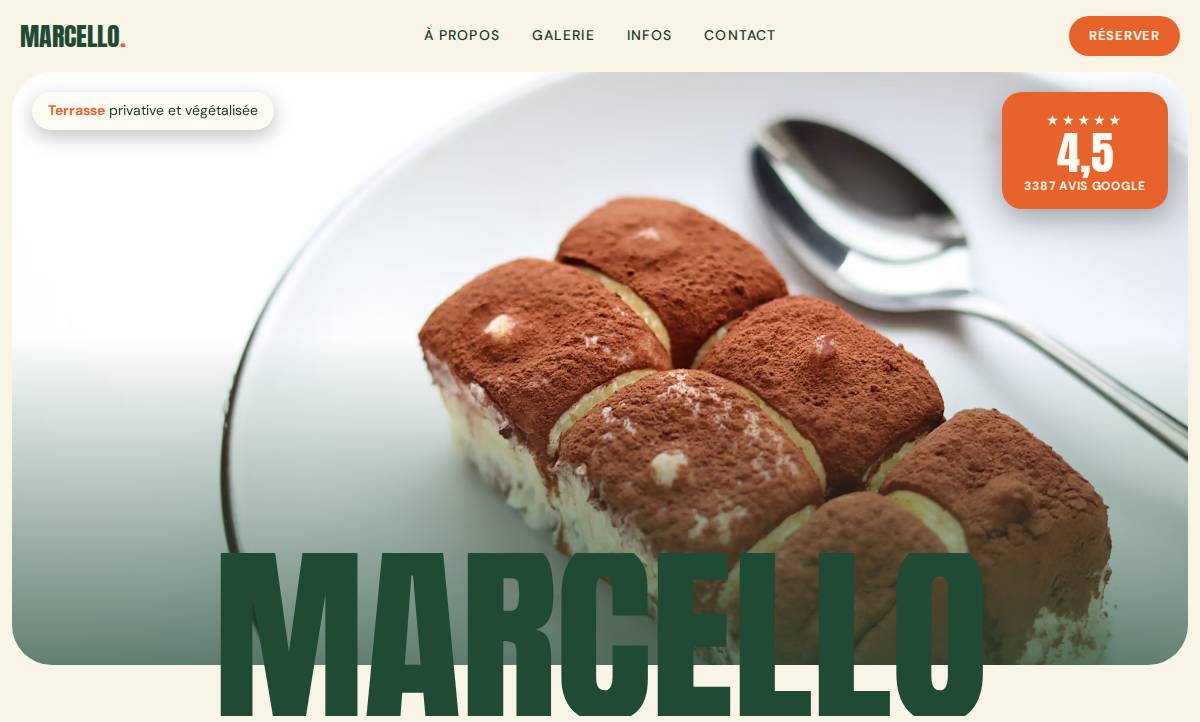 MARCELLO.
À PROPOS
GALERIE
INFOS
CONTACT
RÉSERVER
Terrasse privative et végétalisée
★★★★★
4,5
3387 AVIS GOOGLE
MARCELLO